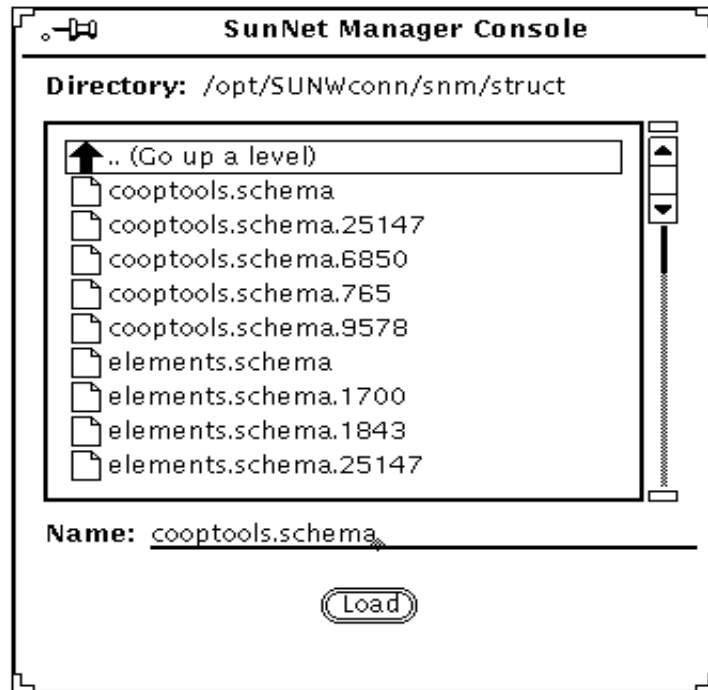 SunNet Manager Console
Directory: /opt/SUNWconn/snm/struct
.. (Go up a level)
cooptools.schema
cooptools.schema.25147
cooptools.schema.6850
cooptools.schema.765
cooptools.schema.9578
elements.schema
elements.schema.1700
elements.schema.1843
elements.schema.25147
Name: cooptools.schema
Load